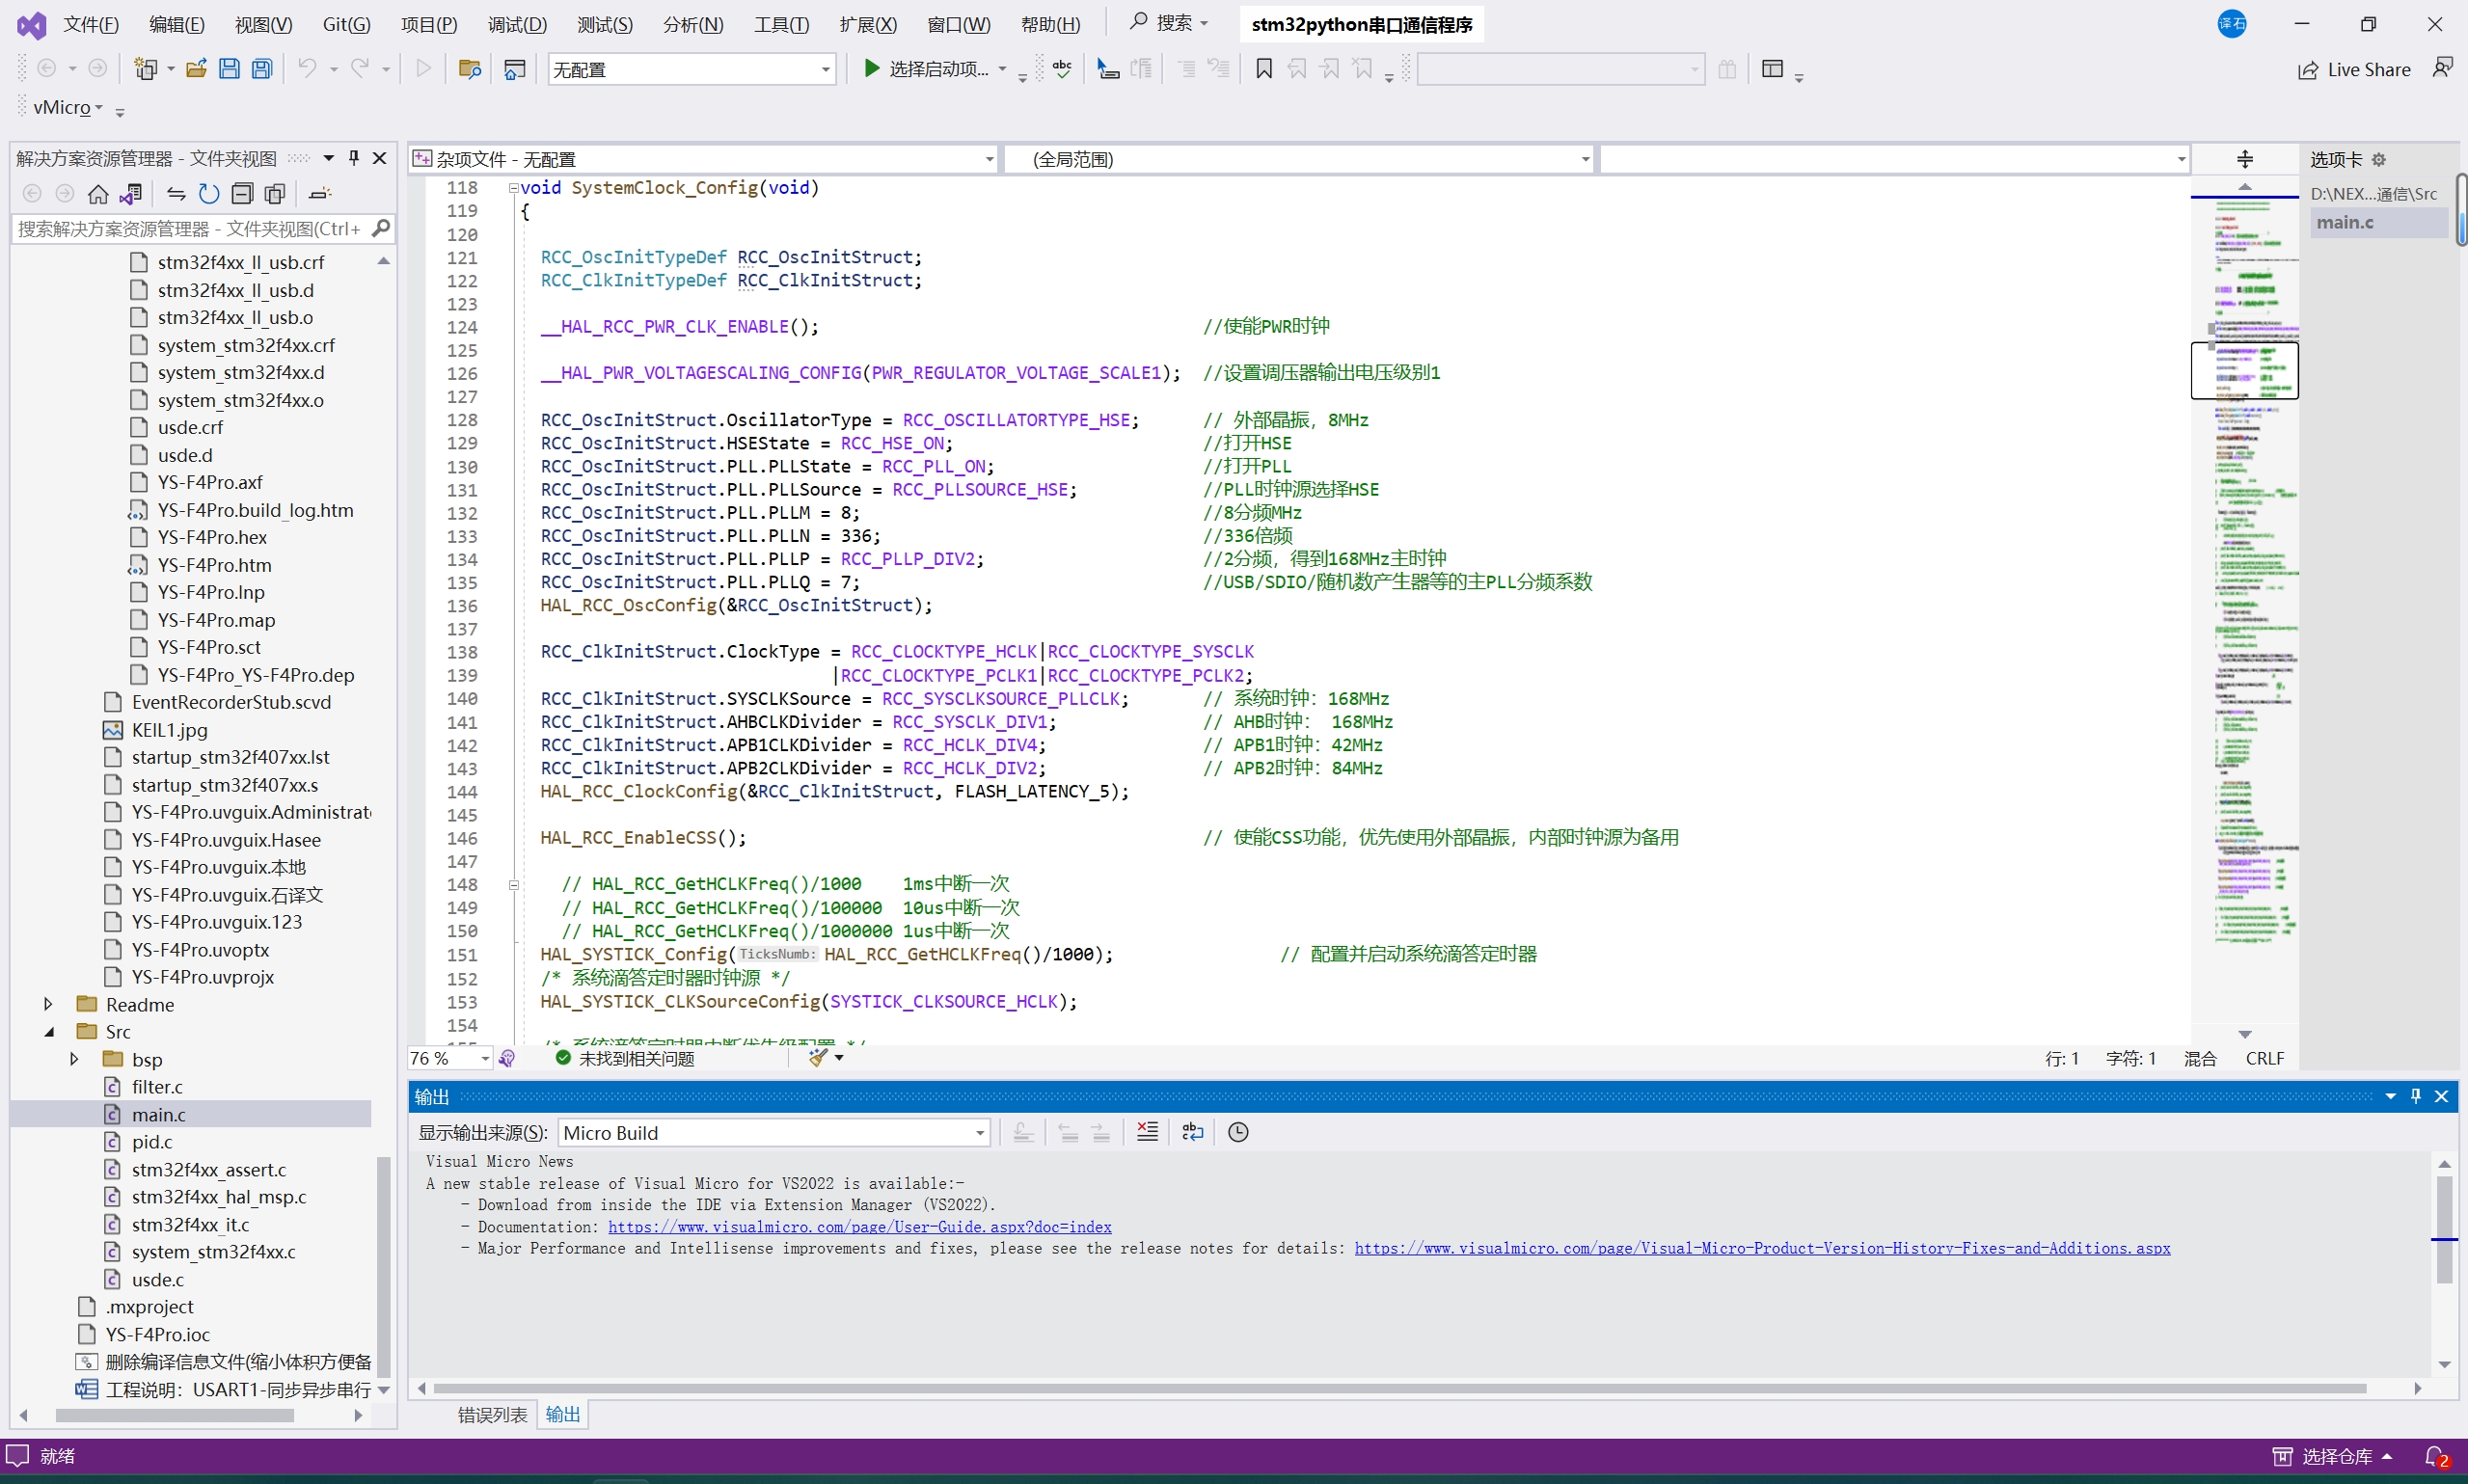 文件(F) 编辑(E) 视图(V) Git(G) 项目(P) 调试(D) 测试(S) 分析(N) 工具(T) 扩展(X) 窗口(W) 帮助(H) 搜索 stm32python串口通信程序 译石
无配置 选择启动项... Live Share
vMicro
解决方案资源管理器 - 文件夹视图
搜索解决方案资源管理器 - 文件夹视图(Ctrl+
stm32f4xx_ll_usb.crf
stm32f4xx_ll_usb.d
stm32f4xx_ll_usb.o
system_stm32f4xx.crf
system_stm32f4xx.d
system_stm32f4xx.o
usde.crf
usde.d
YS-F4Pro.axf
YS-F4Pro.build_log.htm
YS-F4Pro.hex
YS-F4Pro.htm
YS-F4Pro.lnp
YS-F4Pro.map
YS-F4Pro.sct
YS-F4Pro_YS-F4Pro.dep
EventRecorderStub.scvd
KEIL1.jpg
startup_stm32f407xx.lst
startup_stm32f407xx.s
YS-F4Pro.uvguix.Administrat
YS-F4Pro.uvguix.Hasee
YS-F4Pro.uvguix.本地
YS-F4Pro.uvguix.石译文
YS-F4Pro.uvguix.123
YS-F4Pro.uvoptx
YS-F4Pro.uvprojx
Readme
Src
bsp
filter.c
main.c
pid.c
stm32f4xx_assert.c
stm32f4xx_hal_msp.c
stm32f4xx_it.c
system_stm32f4xx.c
usde.c
.mxproject
YS-F4Pro.ioc
删除编译信息文件(缩小体积方便备
工程说明：USART1-同步异步串行
杂项文件 - 无配置 (全局范围)
118 void SystemClock_Config(void)
119 {
120
121 RCC_OscInitTypeDef RCC_OscInitStruct;
122 RCC_ClkInitTypeDef RCC_ClkInitStruct;
123
124 __HAL_RCC_PWR_CLK_ENABLE(); //使能PWR时钟
125
126 __HAL_PWR_VOLTAGESCALING_CONFIG(PWR_REGULATOR_VOLTAGE_SCALE1); //设置调压器输出电压级别1
127
128 RCC_OscInitStruct.OscillatorType = RCC_OSCILLATORTYPE_HSE; // 外部晶振，8MHz
129 RCC_OscInitStruct.HSEState = RCC_HSE_ON; //打开HSE
130 RCC_OscInitStruct.PLL.PLLState = RCC_PLL_ON; //打开PLL
131 RCC_OscInitStruct.PLL.PLLSource = RCC_PLLSOURCE_HSE; //PLL时钟源选择HSE
132 RCC_OscInitStruct.PLL.PLLM = 8; //8分频MHz
133 RCC_OscInitStruct.PLL.PLLN = 336; //336倍频
134 RCC_OscInitStruct.PLL.PLLP = RCC_PLLP_DIV2; //2分频，得到168MHz主时钟
135 RCC_OscInitStruct.PLL.PLLQ = 7; //USB/SDIO/随机数产生器等的主PLL分频系数
136 HAL_RCC_OscConfig(&RCC_OscInitStruct);
137
138 RCC_ClkInitStruct.ClockType = RCC_CLOCKTYPE_HCLK|RCC_CLOCKTYPE_SYSCLK
139 |RCC_CLOCKTYPE_PCLK1|RCC_CLOCKTYPE_PCLK2;
140 RCC_ClkInitStruct.SYSCLKSource = RCC_SYSCLKSOURCE_PLLCLK; // 系统时钟：168MHz
141 RCC_ClkInitStruct.AHBCLKDivider = RCC_SYSCLK_DIV1; // AHB时钟： 168MHz
142 RCC_ClkInitStruct.APB1CLKDivider = RCC_HCLK_DIV4; // APB1时钟：42MHz
143 RCC_ClkInitStruct.APB2CLKDivider = RCC_HCLK_DIV2; // APB2时钟：84MHz
144 HAL_RCC_ClockConfig(&RCC_ClkInitStruct, FLASH_LATENCY_5);
145
146 HAL_RCC_EnableCSS(); // 使能CSS功能，优先使用外部晶振，内部时钟源为备用
147
148 // HAL_RCC_GetHCLKFreq()/1000 1ms中断一次
149 // HAL_RCC_GetHCLKFreq()/100000 10us中断一次
150 // HAL_RCC_GetHCLKFreq()/1000000 1us中断一次
151 HAL_SYSTICK_Config(TicksNumb: HAL_RCC_GetHCLKFreq()/1000); // 配置并启动系统滴答定时器
152 /* 系统滴答定时器时钟源 */
153 HAL_SYSTICK_CLKSourceConfig(SYSTICK_CLKSOURCE_HCLK);
154
155 /* 系统滴答定时器中断优先级配置 */
76 % 未找到相关问题 行: 1 字符: 1 混合 CRLF
选项卡
D:\NEX...通信\Src
main.c
输出
显示输出来源(S): Micro Build
Visual Micro News
A new stable release of Visual Micro for VS2022 is available:-
- Download from inside the IDE via Extension Manager (VS2022).
- Documentation: https://www.visualmicro.com/page/User-Guide.aspx?doc=index
- Major Performance and Intellisense improvements and fixes, please see the release notes for details: https://www.visualmicro.com/page/Visual-Micro-Product-Version-History-Fixes-and-Additions.aspx
错误列表 输出
就绪 选择仓库 2